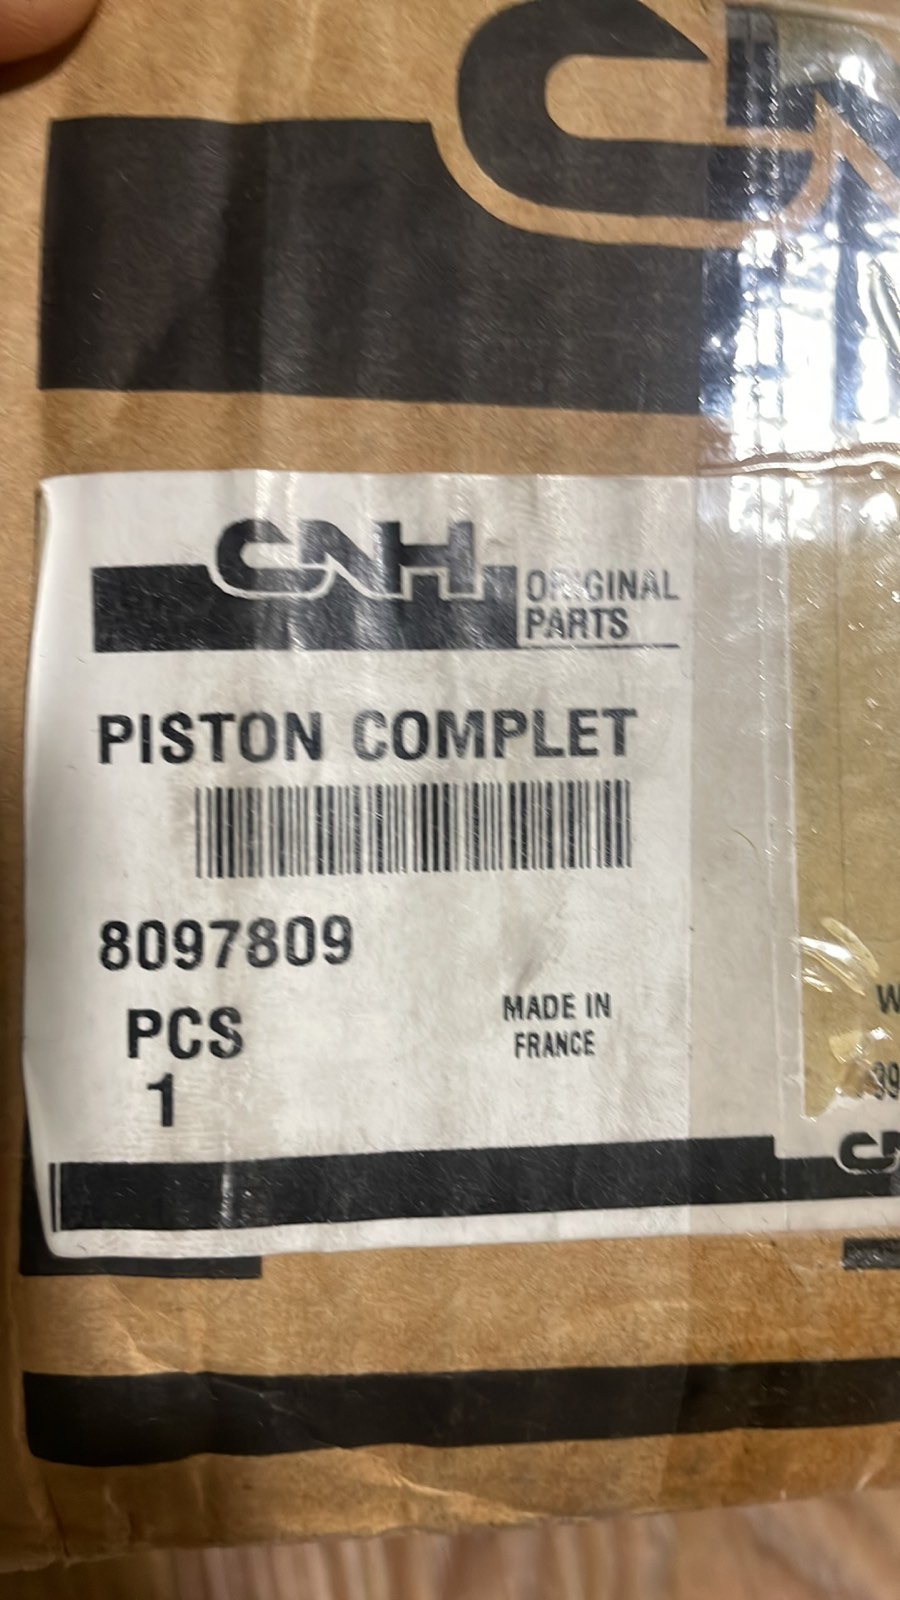 CNH
ORIGINAL
PARTS
PISTON COMPLET
8097809
PCS
1
MADE IN
FRANCE